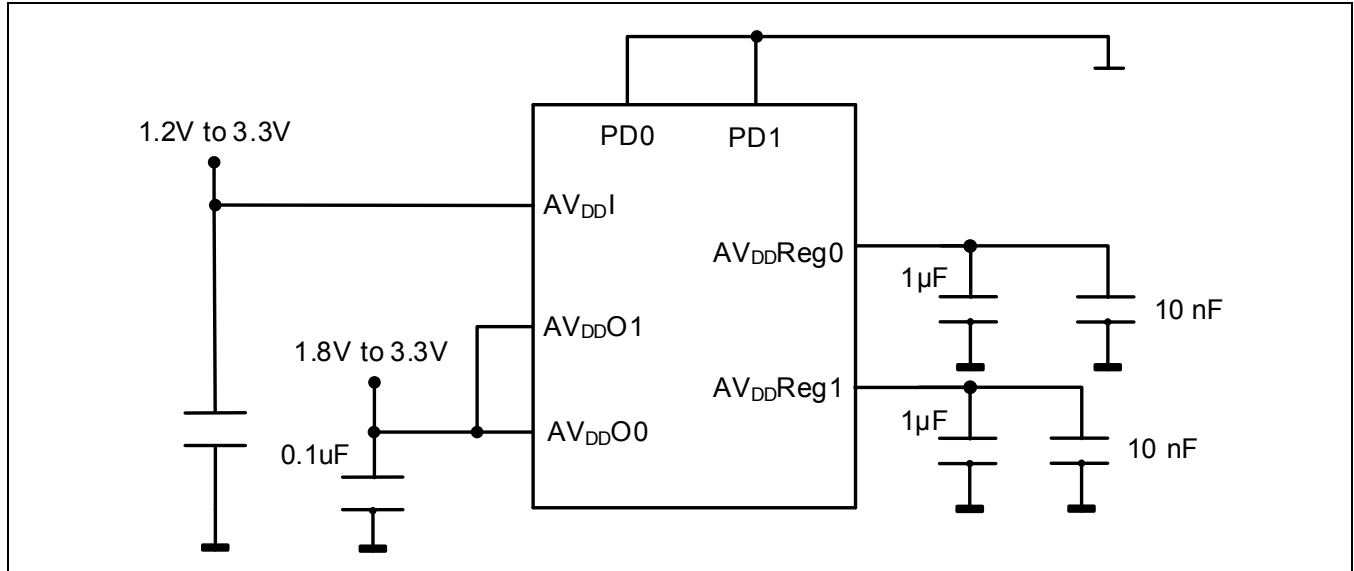 PD0 PD1
1.2V to 3.3V
AVDDI
AVDDReg0
1µF
10 nF
AVDDO1
1.8V to 3.3V
AVDDReg1
AVDDO0
1µF
10 nF
0.1uF